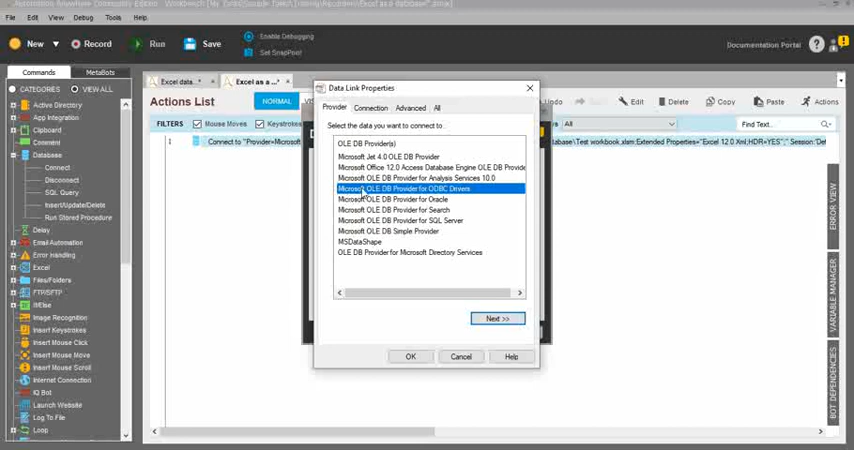 Automation Anywhere Community Edition - Workbench
File Edit View Debug Tools Help
New Record Run Save
Enable Debugging
Set SnapPoint
Documentation Portal
Commands MetaBots
CATEGORIES VIEW ALL
Active Directory
App Integration
Clipboard
Comment
Database
Connect
Disconnect
SQL Query
Insert/Update/Delete
Run Stored Procedure
Delay
Email Automation
Error handling
Excel
Files/Folders
FTP/SFTP
If/Else
Image Recognition
Insert Keystrokes
Insert Mouse Click
Insert Mouse Move
Insert Mouse Scroll
Internet Connection
IQ Bot
Launch Website
Log To File
Loop
Excel data...* Excel as a ...*
Actions List
NORMAL
Undo Edit Delete Copy Paste Actions
FILTERS Mouse Moves Keystrokes
All
Find Text...
1 Connect to "Provider=Microsof
abase\Test workbook.xlsm;Extended Properties="Excel 12.0 Xml;HDR=YES";" Session:'Def
Data Link Properties
Provider Connection Advanced All
Select the data you want to connect to.
OLE DB Provider(s)
Microsoft Jet 4.0 OLE DB Provider
Microsoft Office 12.0 Access Database Engine OLE DB Provide
Microsoft OLE DB Provider for Analysis Services 10.0
Microsoft OLE DB Provider for ODBC Drivers
Microsoft OLE DB Provider for Oracle
Microsoft OLE DB Provider for Search
Microsoft OLE DB Provider for SQL Server
Microsoft OLE DB Simple Provider
MSDataShape
OLE DB Provider for Microsoft Directory Services
Next >>
OK Cancel Help
ERROR VIEW
VARIABLE MANAGER
BOT DEPENDENCIES